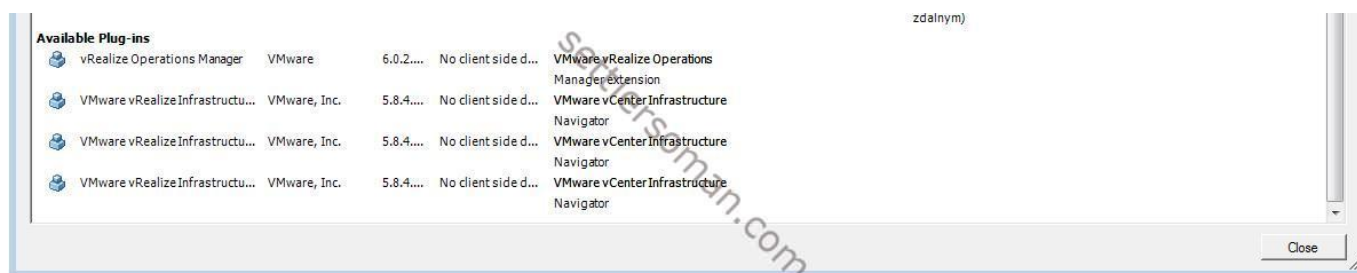 zdalnym)
Available Plug-ins
vRealize Operations Manager VMware 6.0.2.... No client side d... VMware vRealize Operations
Manager extension
VMware vRealize Infrastructu... VMware, Inc. 5.8.4.... No client side d... VMware vCenter Infrastructure
Navigator
VMware vRealize Infrastructu... VMware, Inc. 5.8.4.... No client side d... VMware vCenter Infrastructure
Navigator
VMware vRealize Infrastructu... VMware, Inc. 5.8.4.... No client side d... VMware vCenter Infrastructure
Navigator
settlersoman.com
Close